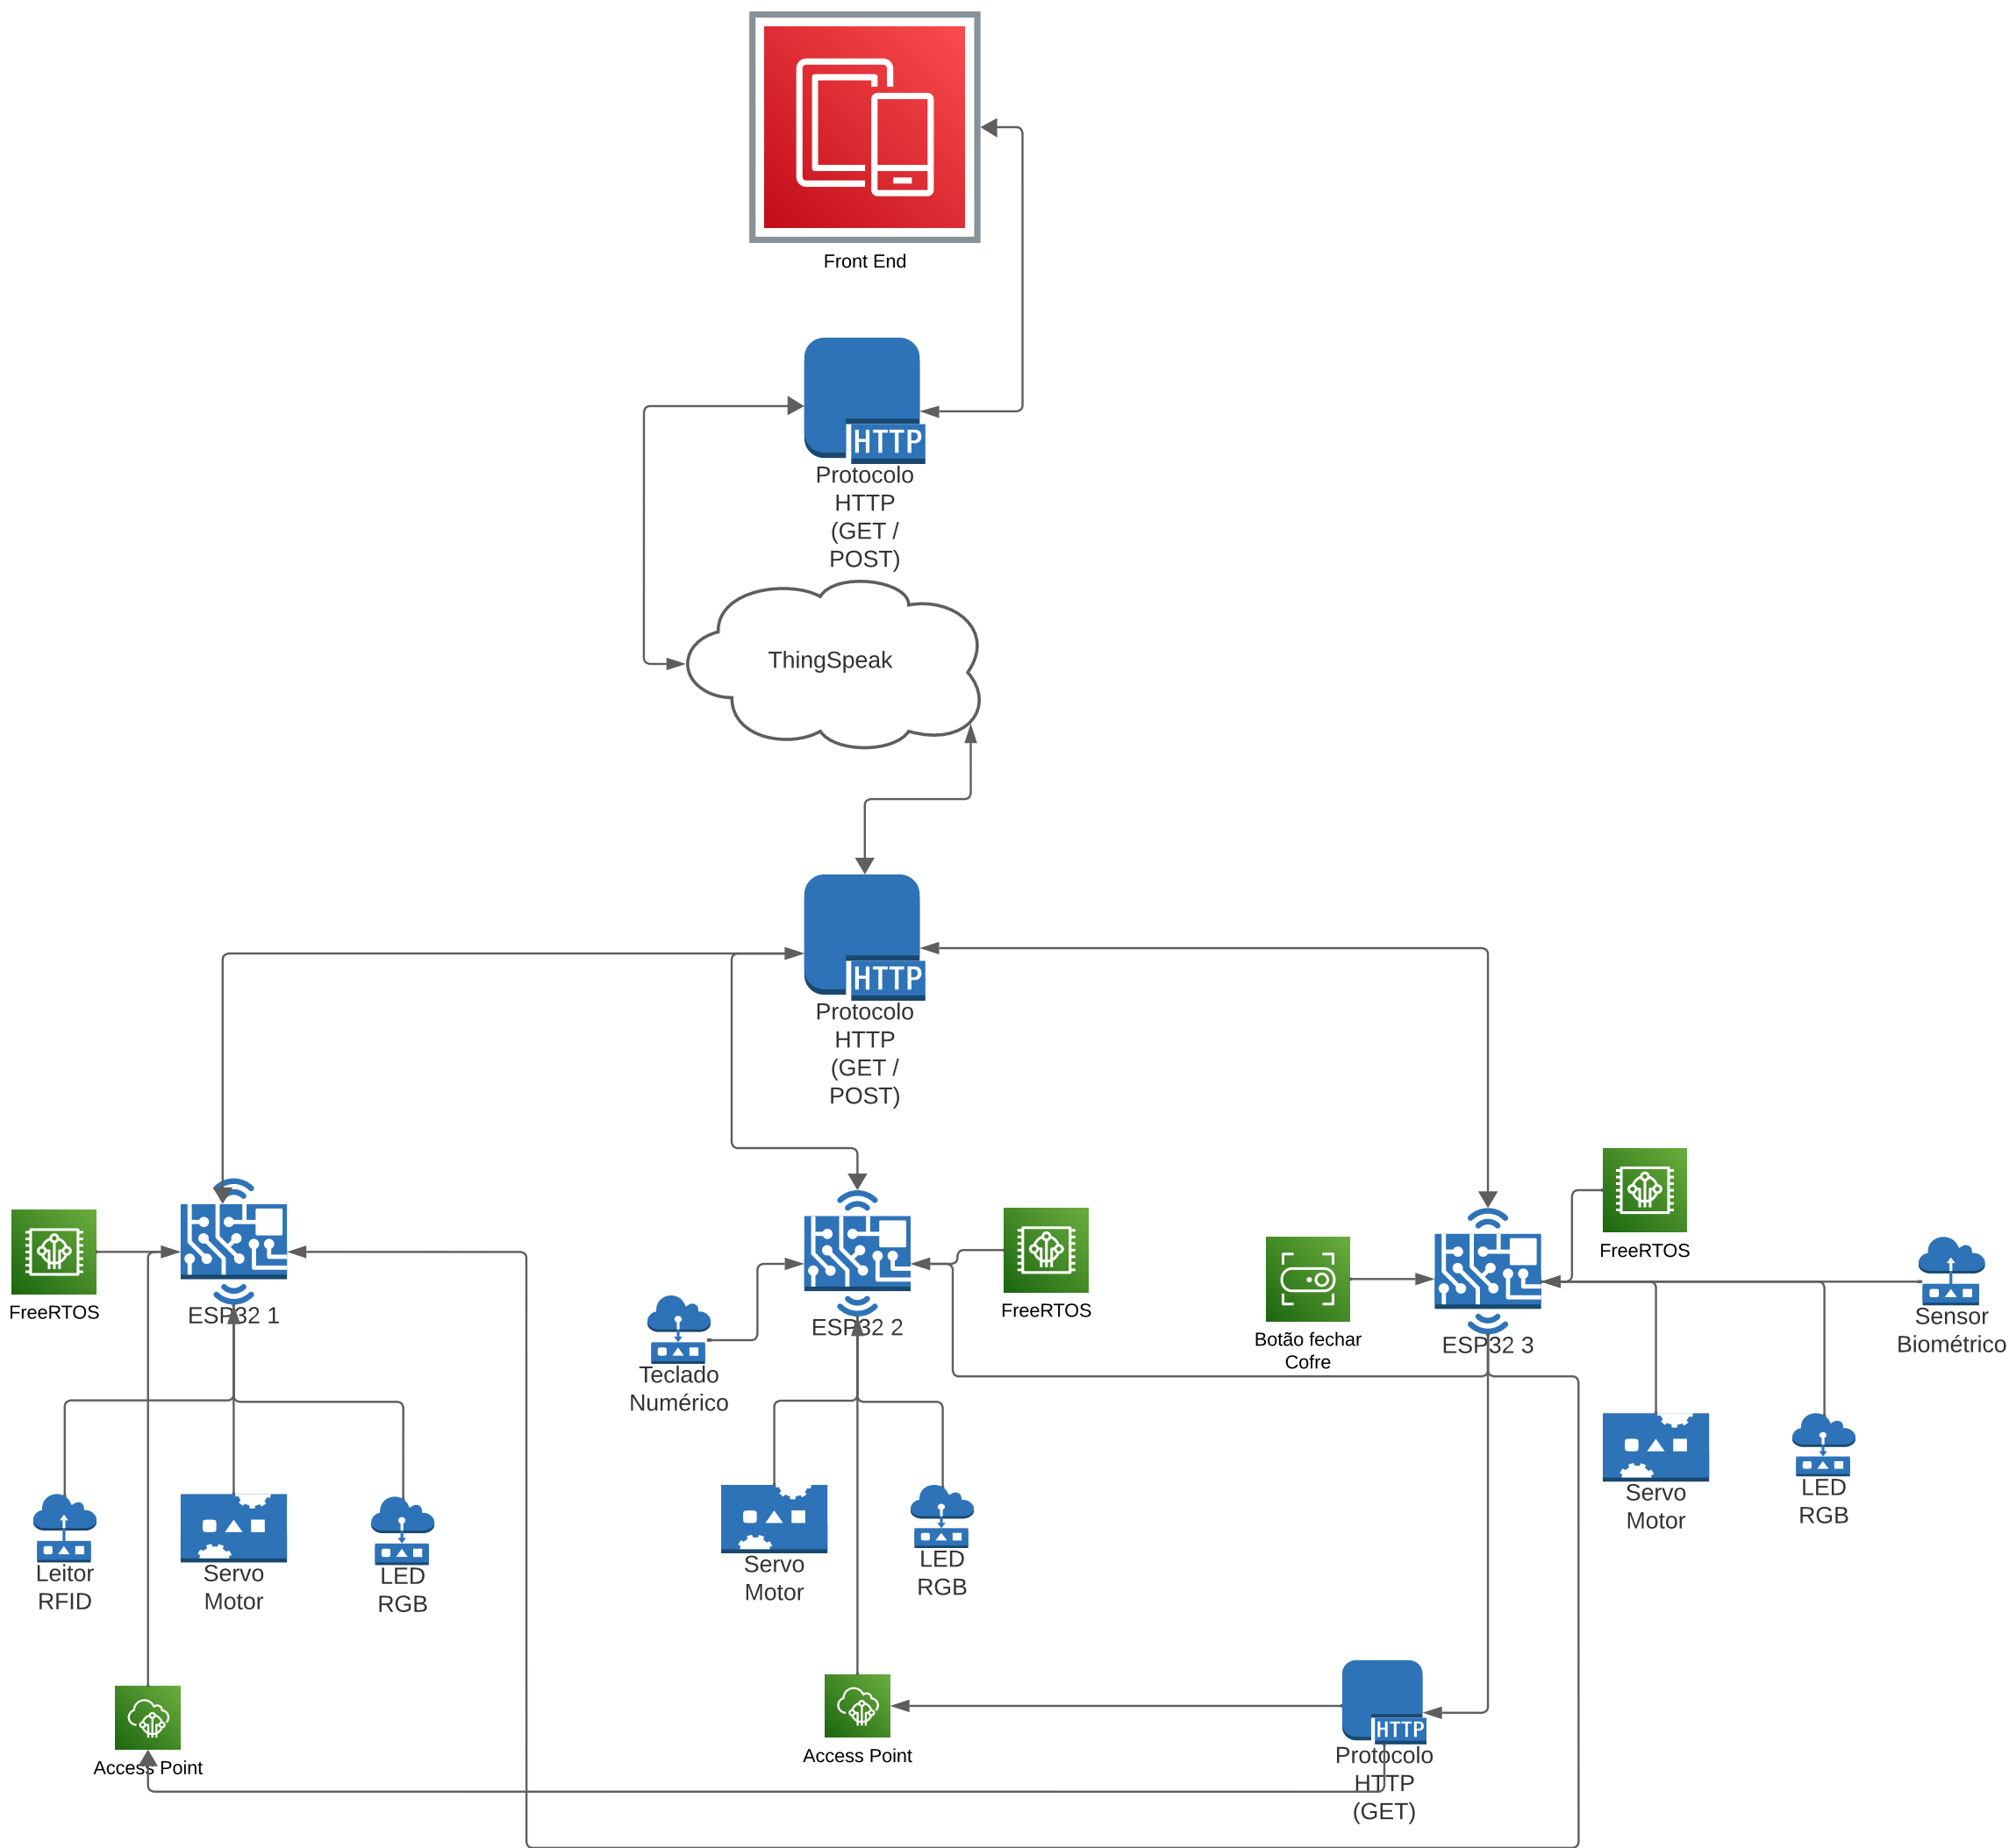 Front End
HTTP
Protocolo
HTTP
(GET /
POST)
ThingSpeak
HTTP
Protocolo
HTTP
(GET /
POST)
FreeRTOS
ESP32 1
Teclado
Numérico
ESP32 2
FreeRTOS
Botão fechar
Cofre
ESP32 3
FreeRTOS
Sensor
Biométrico
Leitor
RFID
Servo
Motor
LED
RGB
Servo
Motor
LED
RGB
Servo
Motor
LED
RGB
Access Point
Access Point
HTTP
Protocolo
HTTP
(GET)